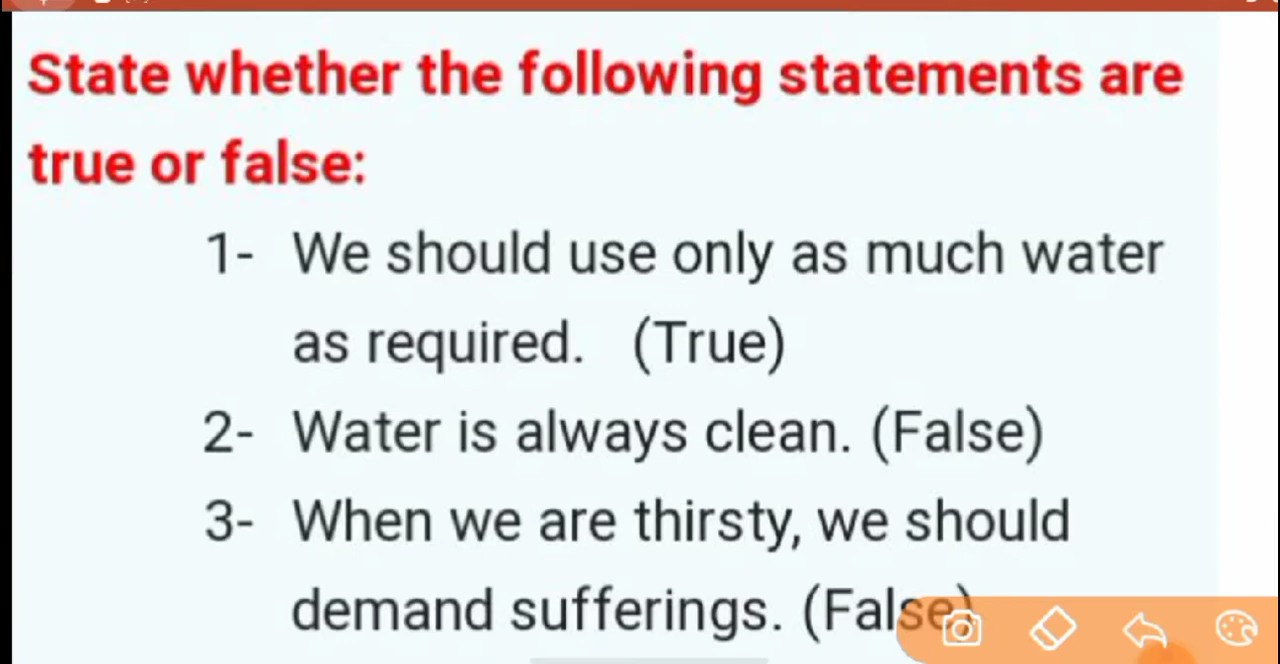 State whether the following statements are
true or false:
1- We should use only as much water
as required. (True)
2- Water is always clean. (False)
3- When we are thirsty, we should
demand sufferings. (False)